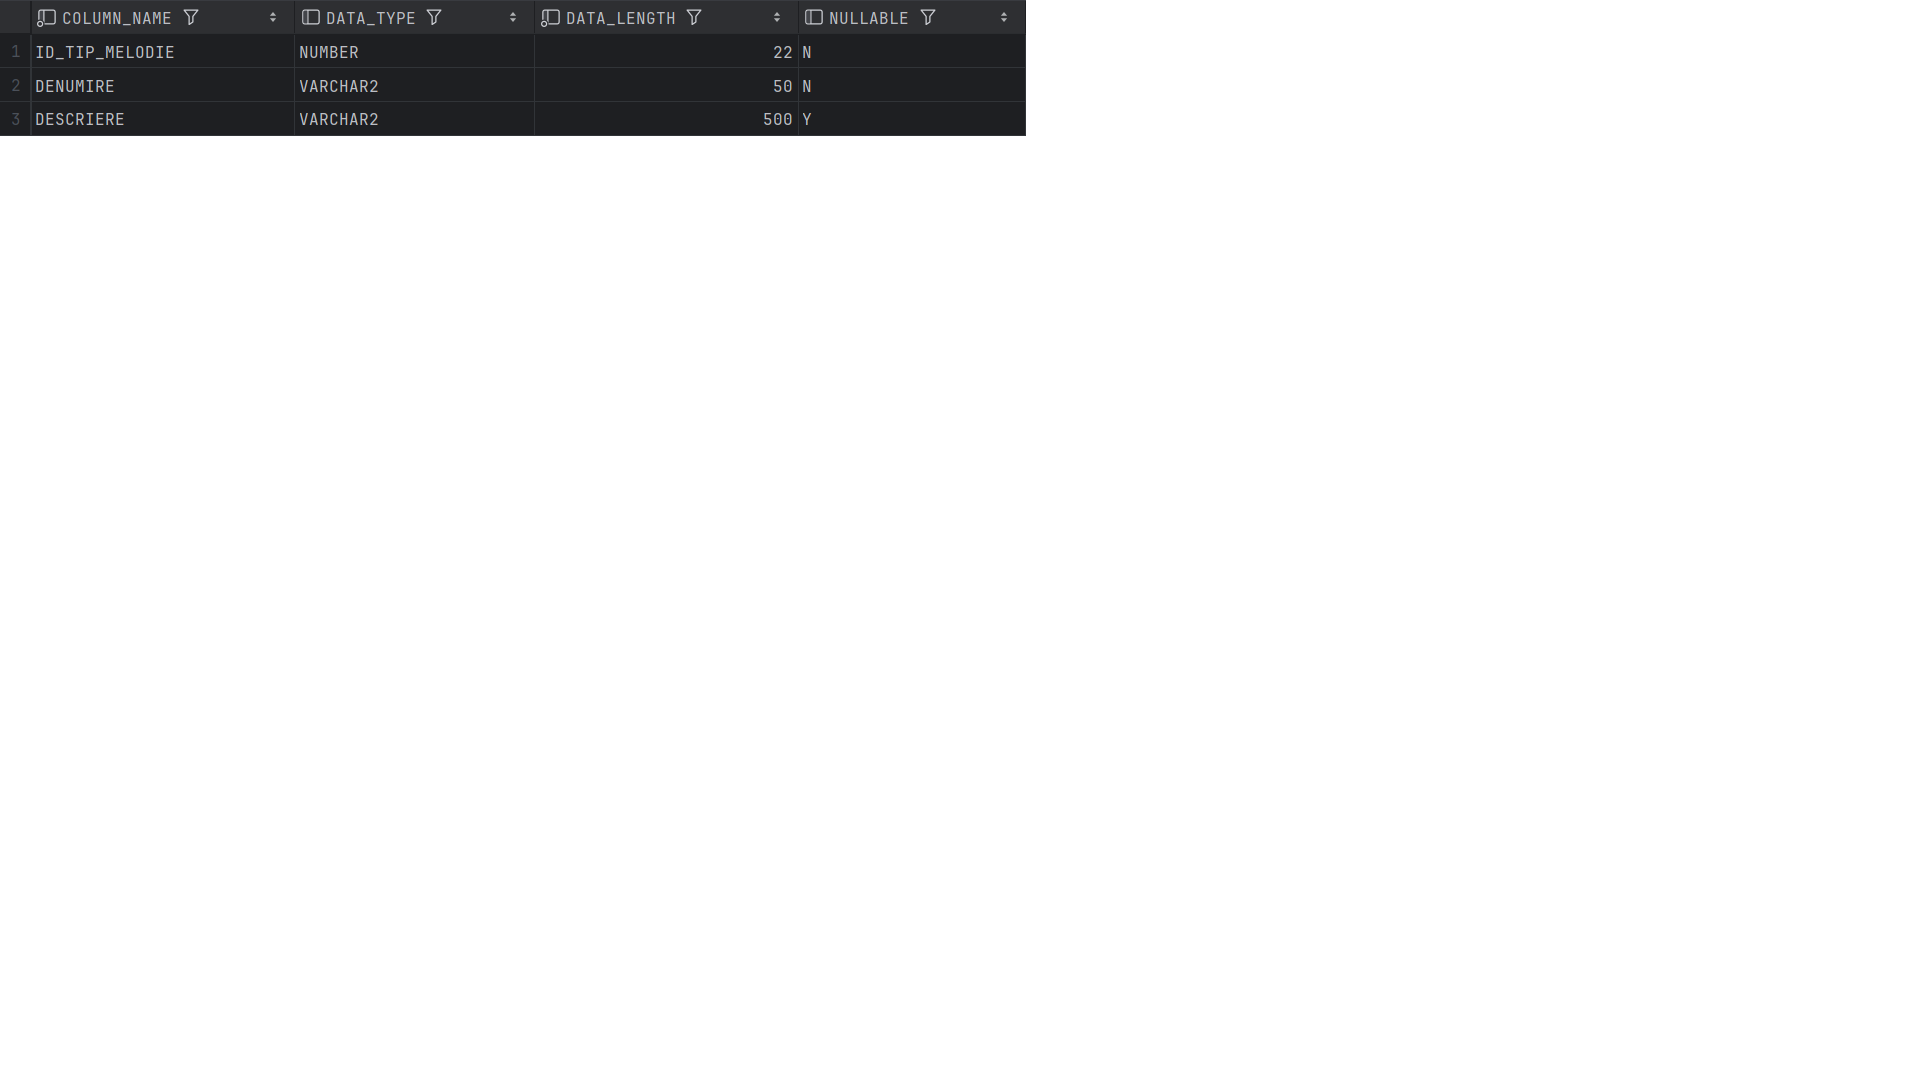 COLUMN_NAME DATA_TYPE DATA_LENGTH NULLABLE
1 ID_TIP_MELODIE NUMBER 22 N
2 DENUMIRE VARCHAR2 50 N
3 DESCRIERE VARCHAR2 500 Y